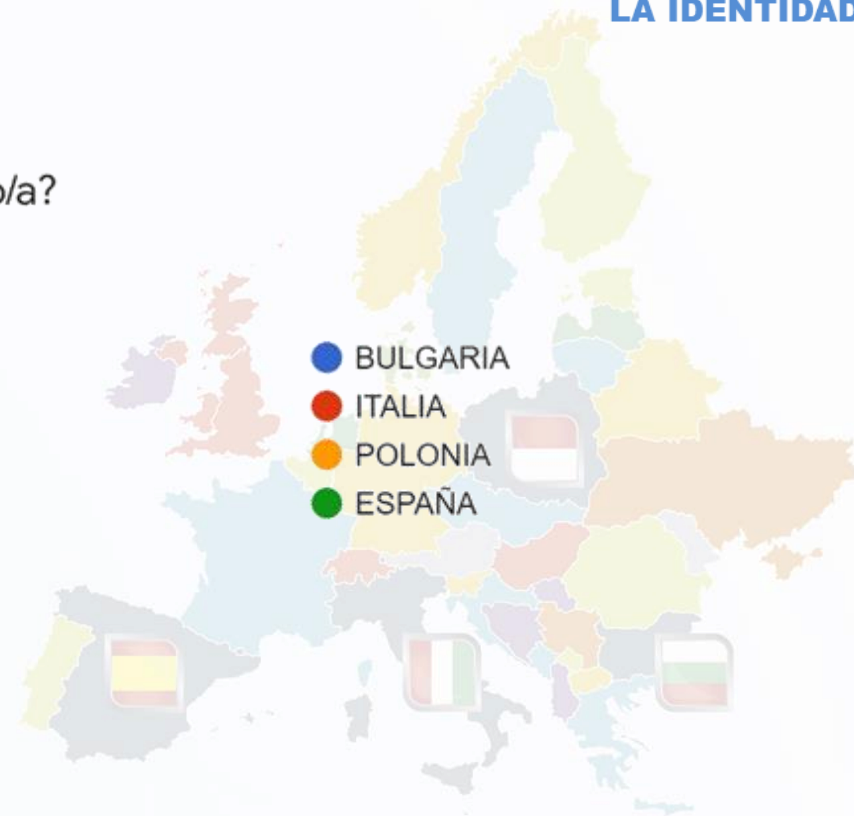 LA IDENTIDAD
o/a?
BULGARIA
ITALIA
POLONIA
ESPAÑA